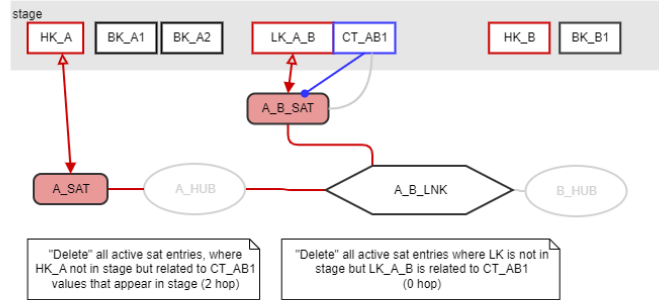 stage
HK_A
BK_A1
BK_A2
LK_A_B
CT_AB1
HK_B
BK_B1
A_B_SAT
A_SAT
A_HUB
A_B_LNK
B_HUB
"Delete" all active sat entries, where
HK_A not in stage but related to CT_AB1
values that appear in stage (2 hop)
"Delete" all active sat entries where LK is not in
stage but LK_A_B is related to CT_AB1
(0 hop)